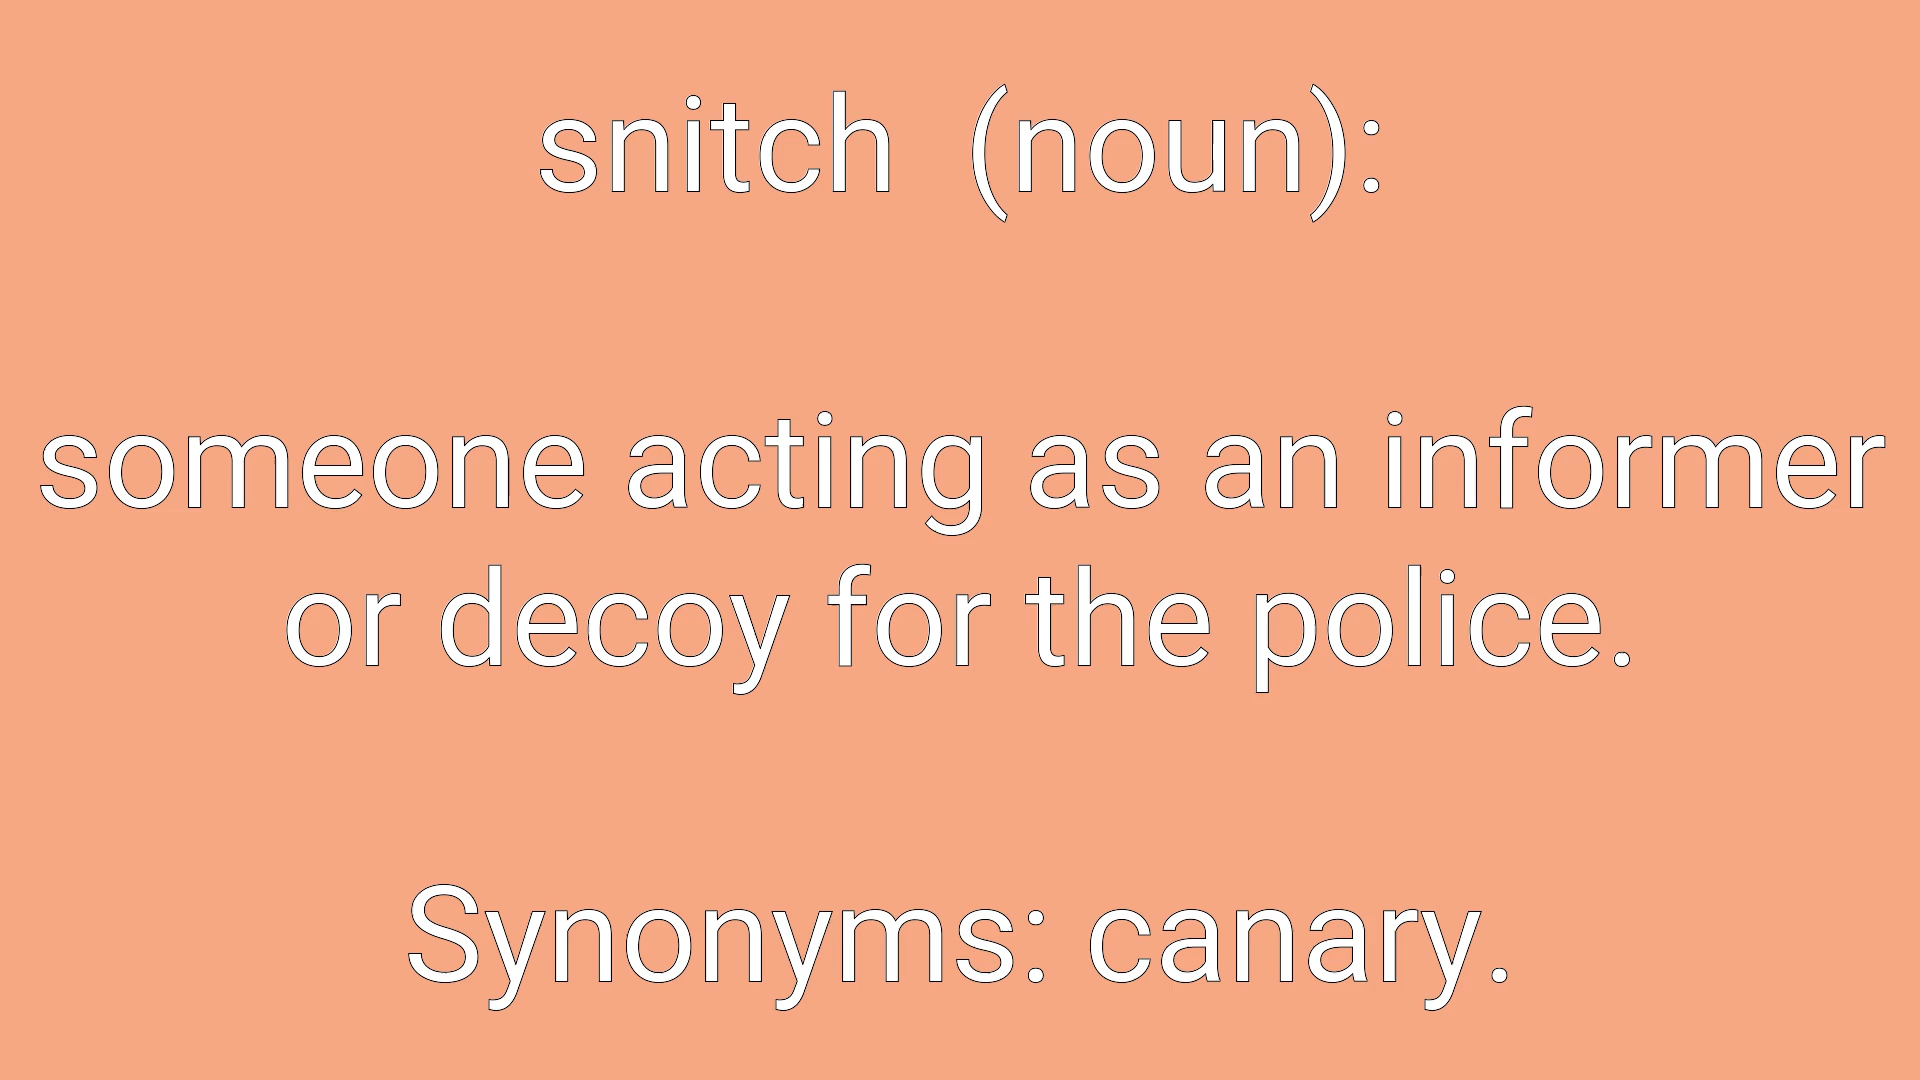 snitch  (noun):
someone acting as an informer
or decoy for the police.
Synonyms: canary.